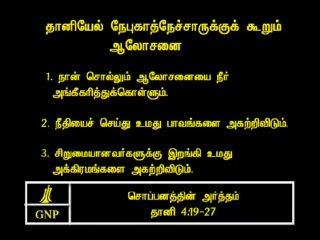 தானியேல் நேபுகாத்நேச்சாருக்குக் கூறும்
ஆலோசனை
1. நான் சொல்லும் ஆலோசனையை நீர்
அங்கீகரித்துக்கொள்ளும்.
2. நீதியைச் செய்து உமது பாவங்களை அகற்றிவிடும்.
3. சிறுமையானவர்களுக்கு இறங்கி உமது
அக்கிரமங்களை அகற்றிவிடும்.
சொப்பனத்தின் அர்த்தம்
GNP
தானி 4:19-27